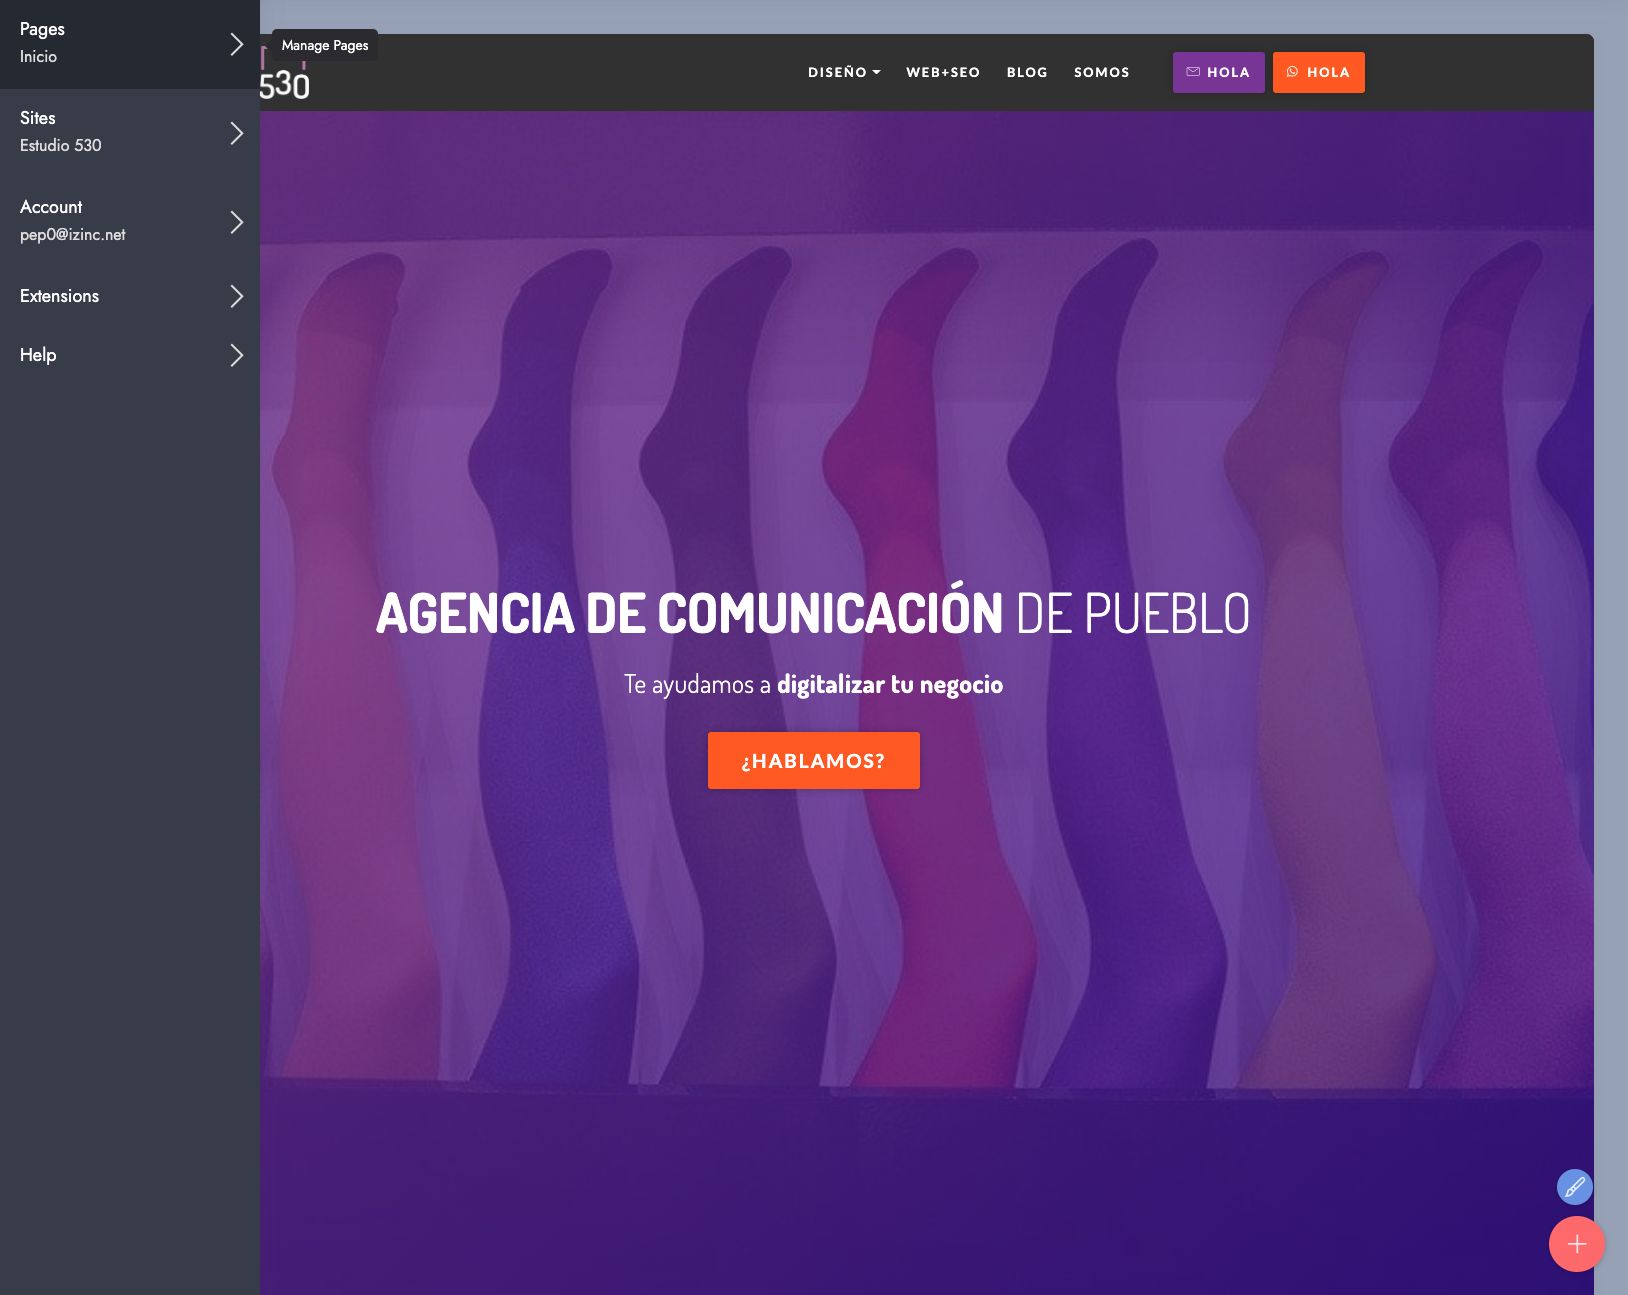 Pages
Inicio
Manage Pages
Sites
Estudio 530
Account
pep0@izinc.net
Extensions
Help
530
DISEÑO
WEB+SEO
BLOG
SOMOS
HOLA
HOLA
AGENCIA DE COMUNICACIÓN DE PUEBLO
Te ayudamos a digitalizar tu negocio
¿HABLAMOS?